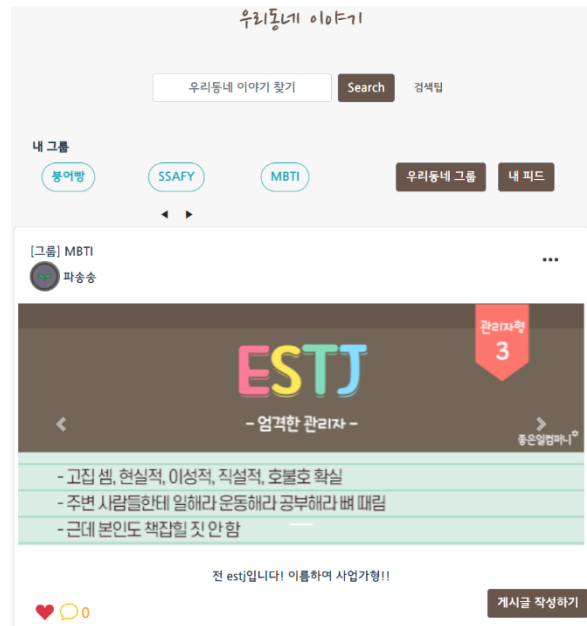 우리동네 이야기
우리동네 이야기 찾기 Search 검색팁
내 그룹
붕어빵 SSAFY MBTI 우리동네 그룹 내 피드
[그룹] MBTI
파송송
관리자형
3
ESTJ
- 엄격한 관리자 -
좋은일컴퍼니
- 고집 셈, 현실적, 이성적, 직설적, 호불호 확실
- 주변 사람들한테 일해라 운동해라 공부해라 뼈 때림
- 근데 본인도 책잡힐 짓 안 함
전 estj입니다! 이름하여 사업가형!!
0 게시글 작성하기